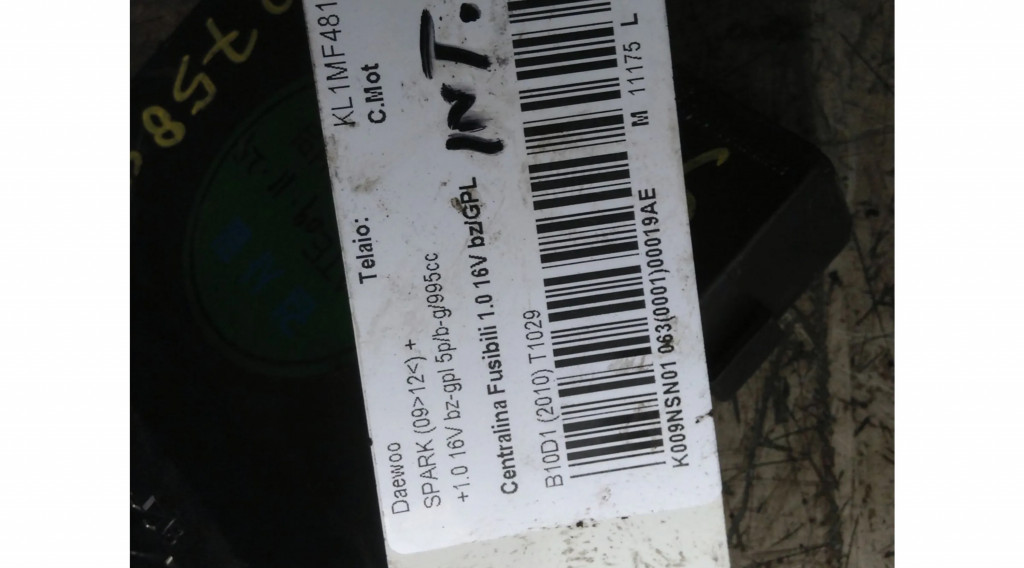 Daewoo
SPARK (09>12<) +
+1.0 16V bz-gpl 5p/b-g/995cc
Telaio: KL1MF481
C.Mot
Centralina Fusibili 1.0 16V bz/GPL
INT.
B10D1 (2010) T1029
M 11175 L
K009NSN01 063(0001)00019AE
758